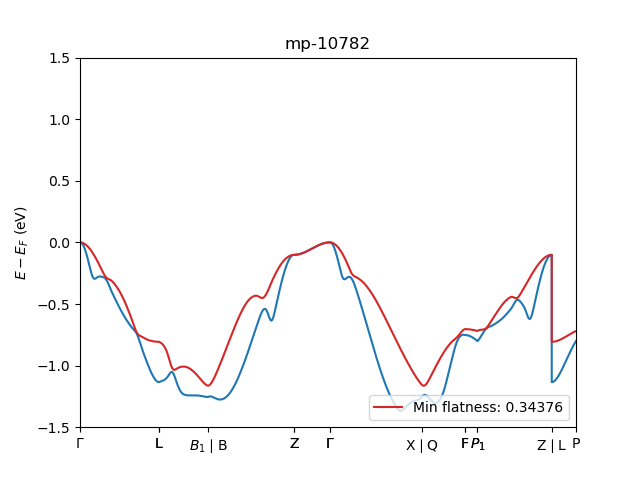 mp-10782
E − E_F (eV)
1.5
1.0
0.5
0.0
−0.5
−1.0
−1.5
Min flatness: 0.34376
Γ L B₁ | B Z Γ X | Q F P₁ Z | L P